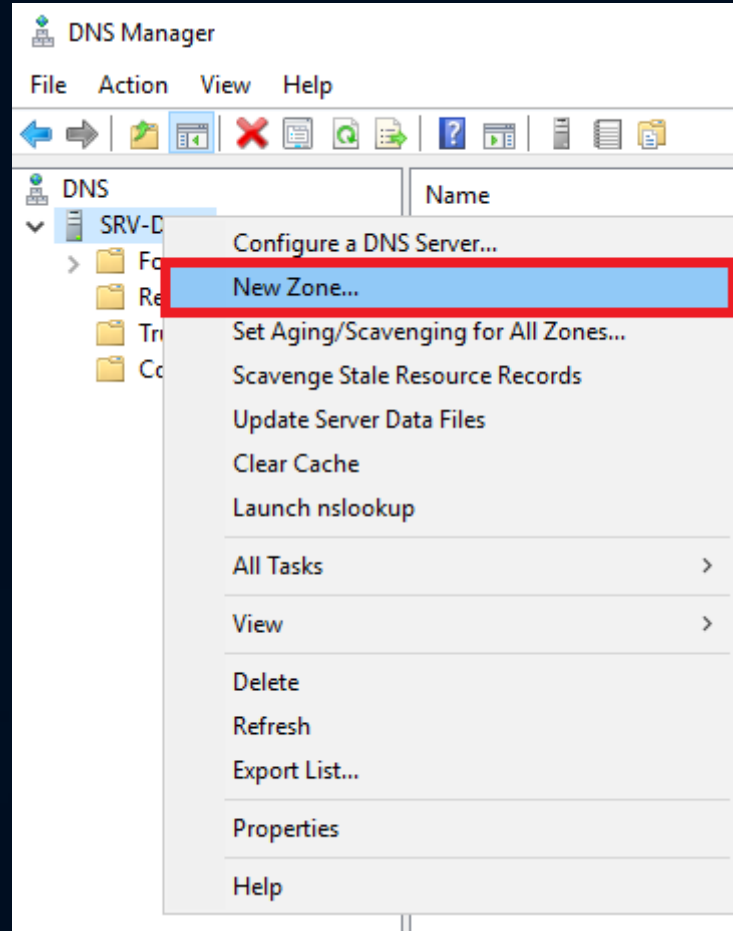 DNS Manager
File Action View Help
DNS
Name
SRV-D
Configure a DNS Server...
New Zone...
Set Aging/Scavenging for All Zones...
Scavenge Stale Resource Records
Update Server Data Files
Clear Cache
Launch nslookup
All Tasks
View
Delete
Refresh
Export List...
Properties
Help